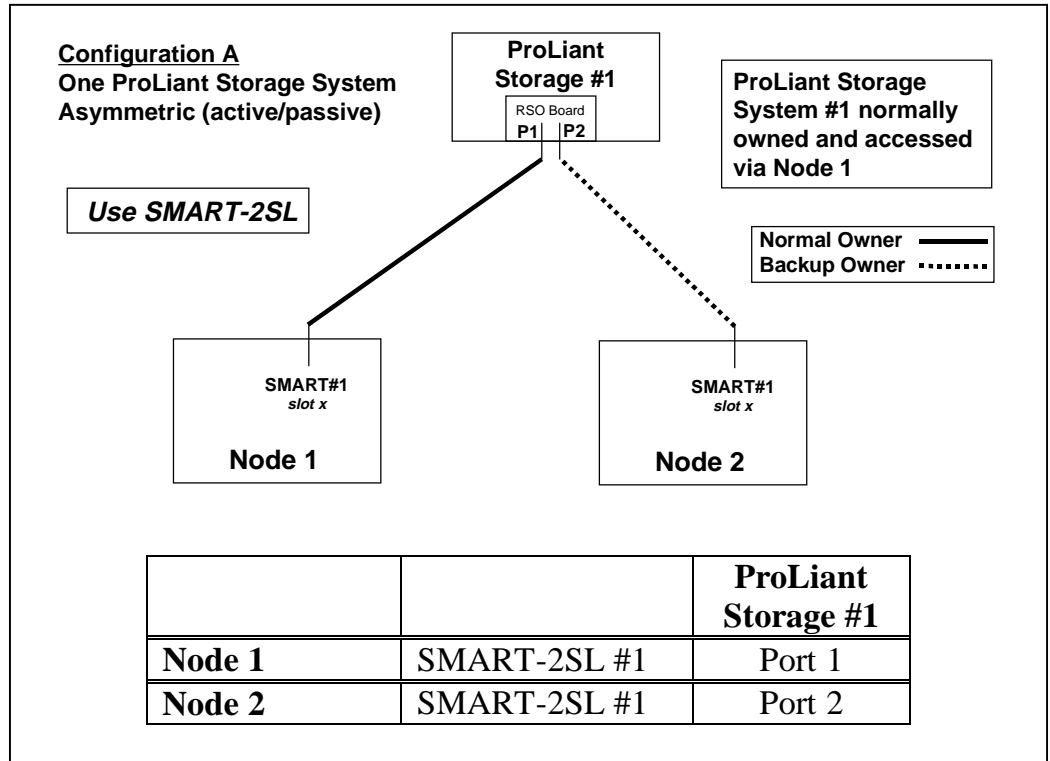 Configuration A
One ProLiant Storage System
Asymmetric (active/passive)
ProLiant
Storage #1
RSO Board
P1 P2
ProLiant Storage
System #1 normally
owned and accessed
via Node 1
Use SMART-2SL
Normal Owner
Backup Owner
SMART#1
slot x
Node 1
SMART#1
slot x
Node 2
ProLiant
Storage #1
Node 1 SMART-2SL #1 Port 1
Node 2 SMART-2SL #1 Port 2